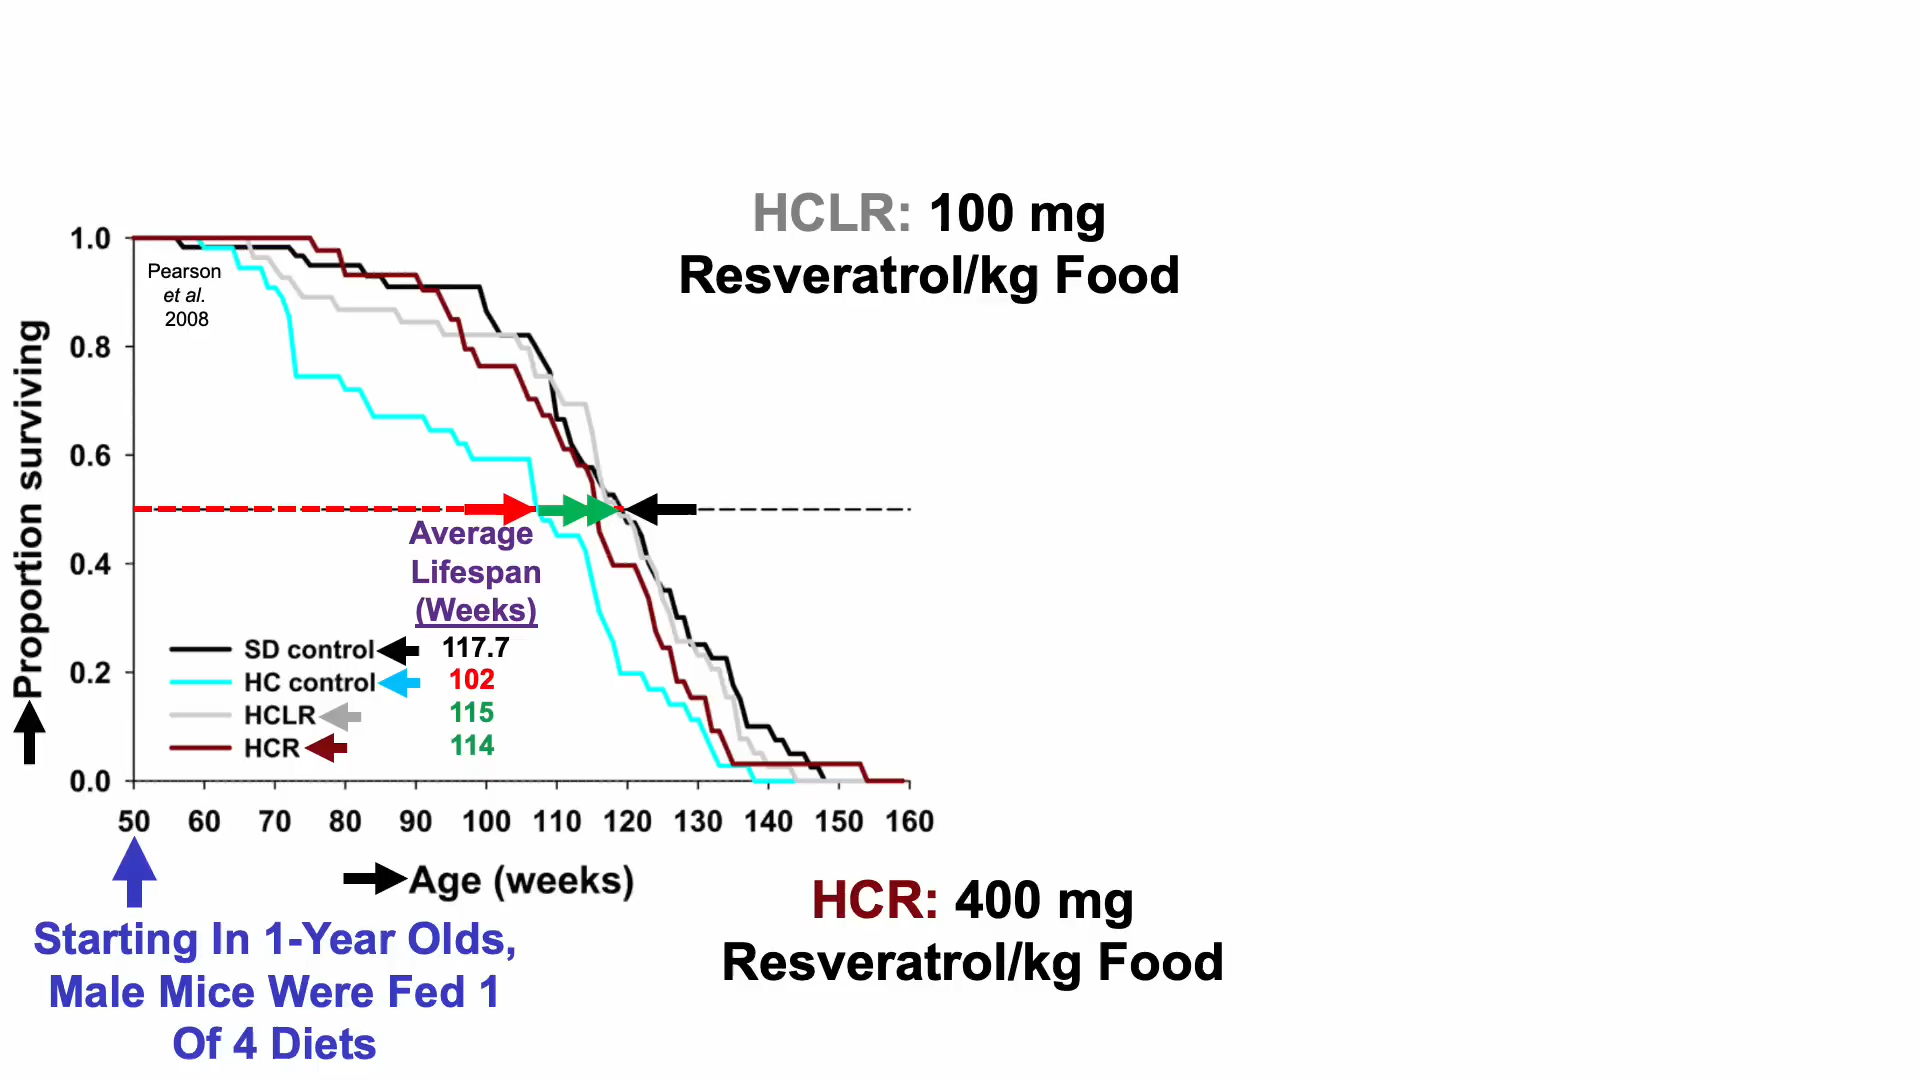 HCLR: 100 mg
Resveratrol/kg Food
Pearson
et al.
2008
Proportion surviving
1.0
0.8
0.6
0.4
0.2
0.0
Average
Lifespan
(Weeks)
SD control 117.7
HC control 102
HCLR 115
HCR 114
50 60 70 80 90 100 110 120 130 140 150 160
Age (weeks)
HCR: 400 mg
Resveratrol/kg Food
Starting In 1-Year Olds,
Male Mice Were Fed 1
Of 4 Diets